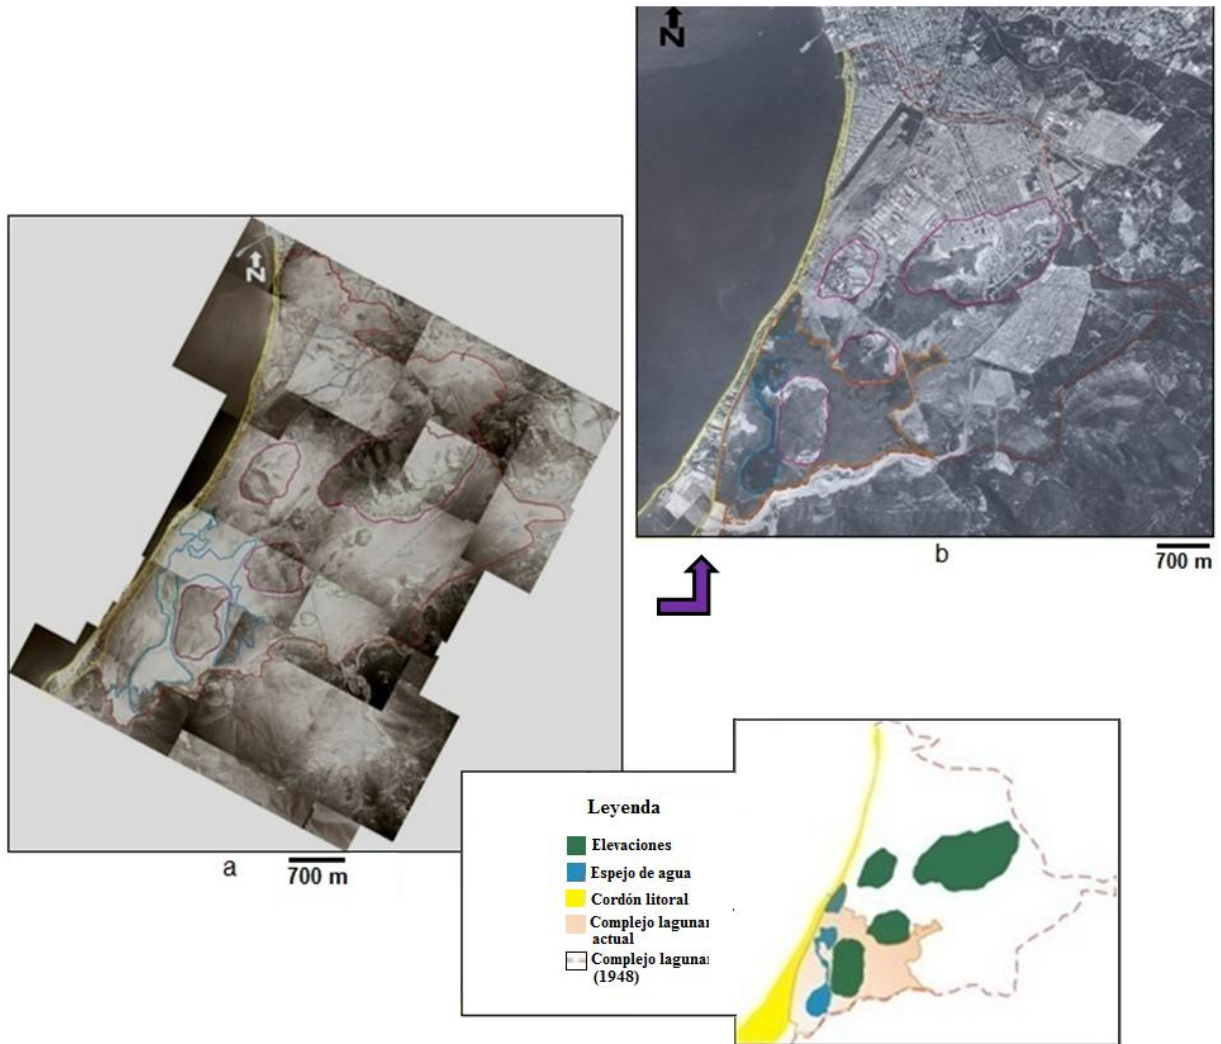 N
N
b
700 m
a
700 m
Leyenda
Elevaciones
Espejo de agua
Cordón litoral
Complejo lagunar
actual
Complejo lagunar
(1948)